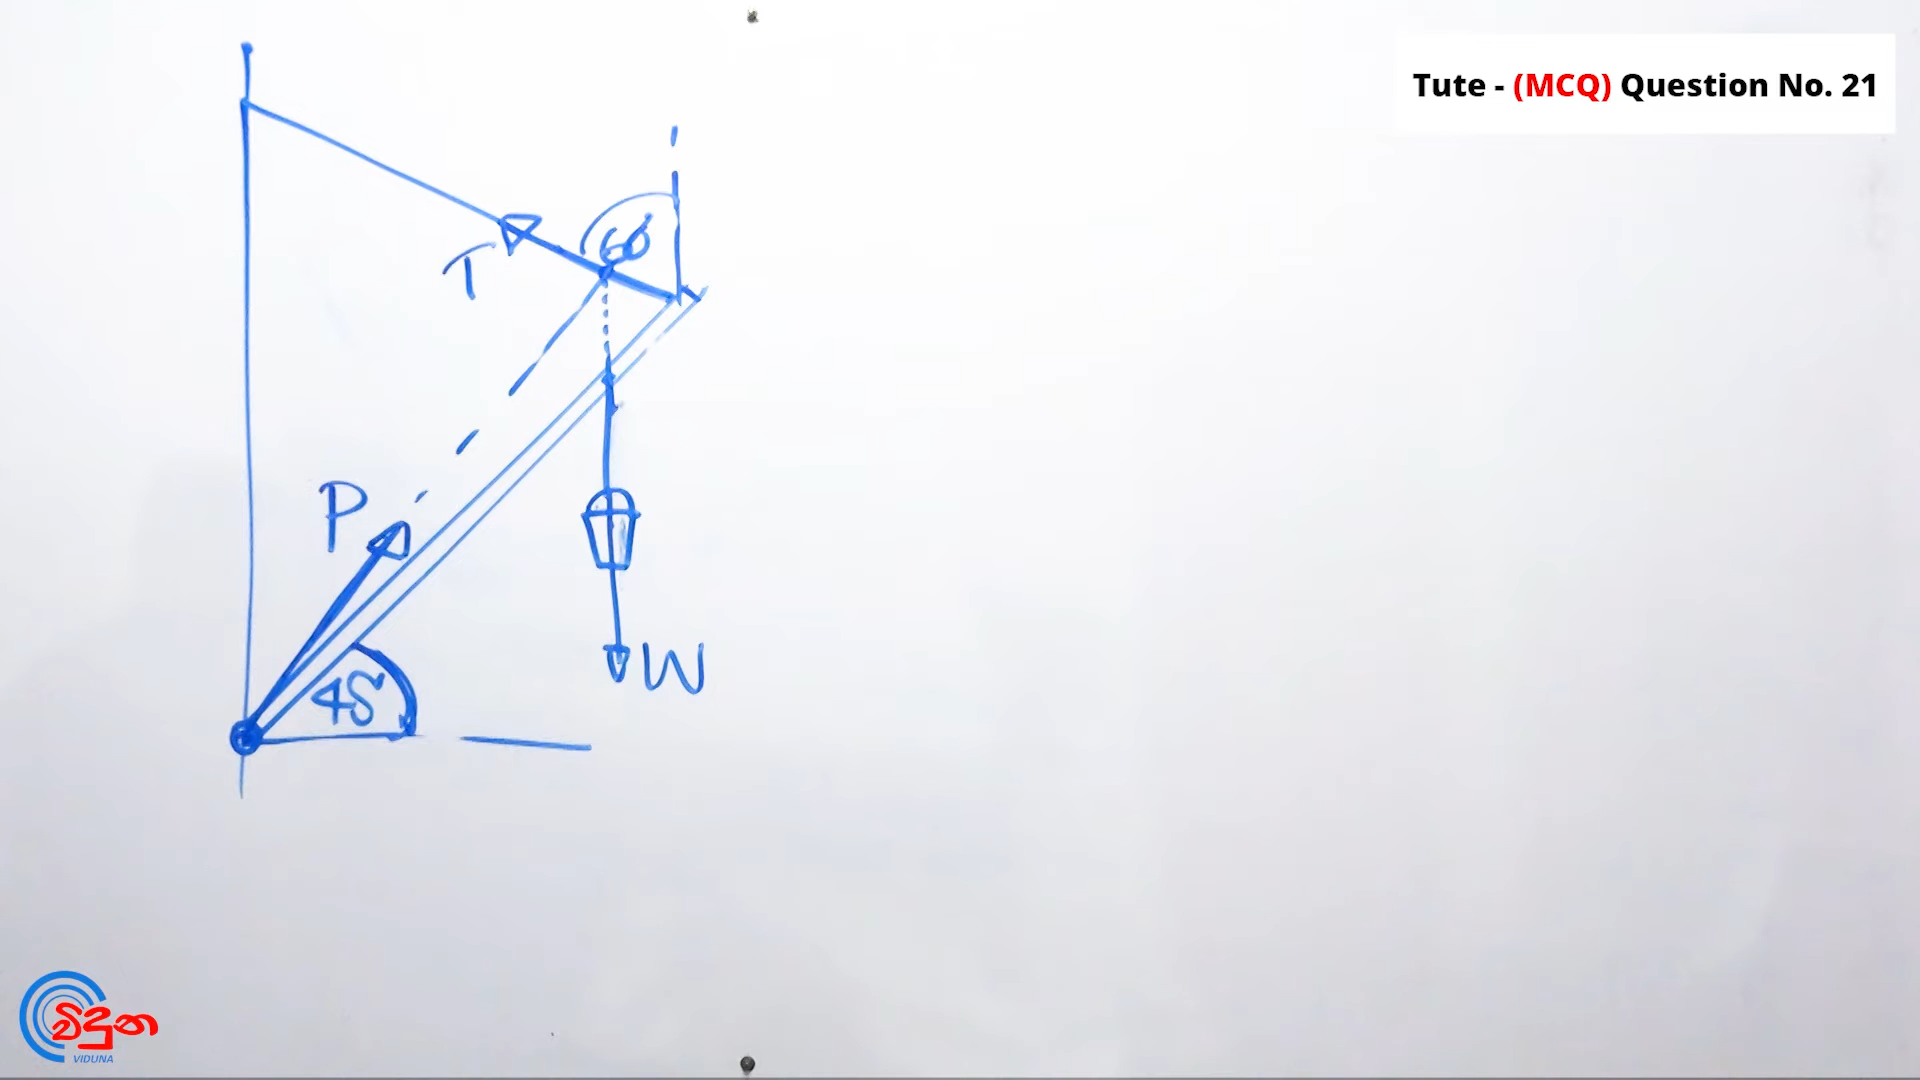 Tute - (MCQ) Question No. 21
60
T
P
45
W
විදුන
VIDUNA